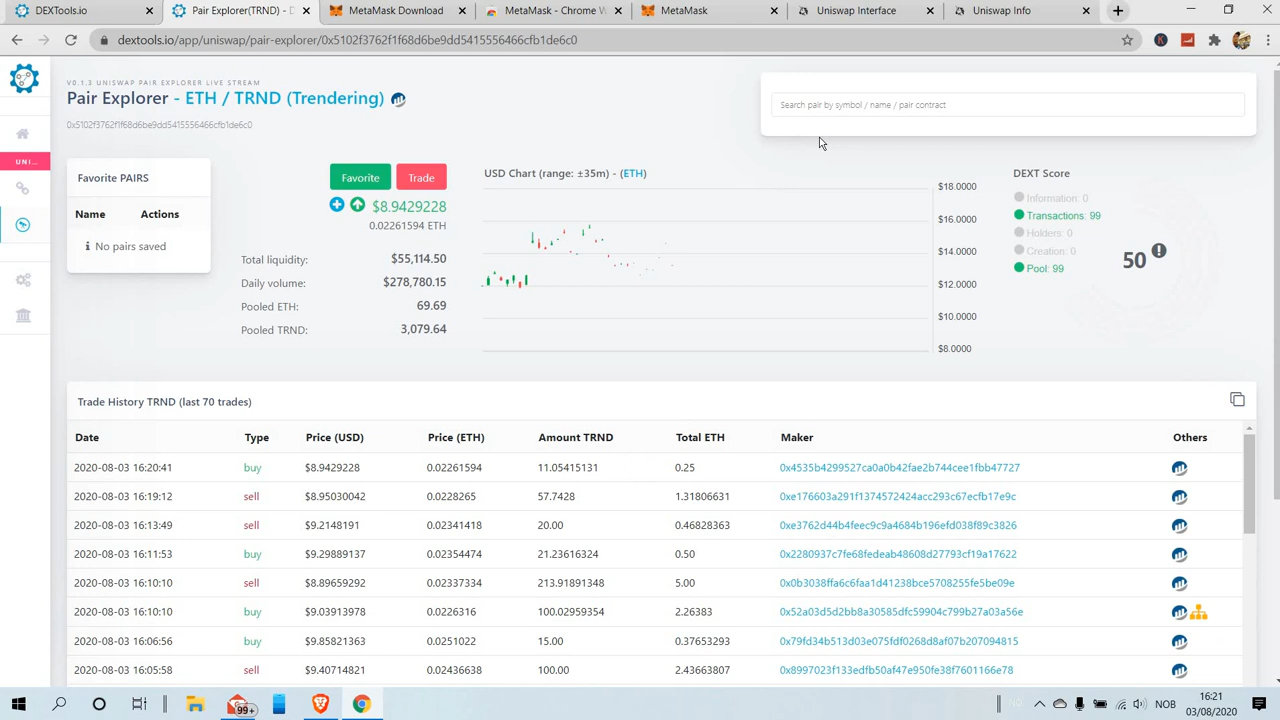 DEXTools.io
Pair Explorer(TRND) - D
MetaMask Download
MetaMask - Chrome W
MetaMask
Uniswap Interface
Uniswap Info
dextools.io/app/uniswap/pair-explorer/0x5102f3762f1f68d6be9dd5415556466cfb1de6c0
V0.1.3 UNISWAP PAIR EXPLORER LIVE STREAM
Pair Explorer - ETH / TRND (Trendering)
0x5102f3762f1f68d6be9dd5415556466cfb1de6c0
Search pair by symbol / name / pair contract
UNI...
Favorite PAIRS
Name Actions
No pairs saved
Favorite Trade
$8.9429228
0.02261594 ETH
Total liquidity: $55,114.50
Daily volume: $278,780.15
Pooled ETH: 69.69
Pooled TRND: 3,079.64
USD Chart (range: ±35m) - (ETH)
$18.0000
$16.0000
$14.0000
$12.0000
$10.0000
$8.0000
DEXT Score
Information: 0
Transactions: 99
Holders: 0
Creation: 0
Pool: 99
50
Trade History TRND (last 70 trades)
Date Type Price (USD) Price (ETH) Amount TRND Total ETH Maker Others
2020-08-03 16:20:41 buy $8.9429228 0.02261594 11.05415131 0.25 0x4535b4299527ca0a0b42fae2b744cee1fbb47727
2020-08-03 16:19:12 sell $8.95030042 0.0228265 57.7428 1.31806631 0xe176603a291f1374572424acc293c67ecfb17e9c
2020-08-03 16:13:49 sell $9.2148191 0.02341418 20.00 0.46828363 0xe3762d44b4feec9c9a4684b196efd038f89c3826
2020-08-03 16:11:53 buy $9.29889137 0.02354474 21.23616324 0.50 0x2280937c7fe68fedeab48608d27793cf19a17622
2020-08-03 16:10:10 sell $8.89659292 0.02337334 213.91891348 5.00 0x0b3038ffa6c6faa1d41238bce5708255fe5be09e
2020-08-03 16:10:10 buy $9.03913978 0.0226316 100.02959354 2.26383 0x52a03d5d2bb8a30585dfc59904c799b27a03a56e
2020-08-03 16:06:56 buy $9.85821363 0.0251022 15.00 0.37653293 0x79fd34b513d03e075fdf0268d8af07b207094815
2020-08-03 16:05:58 sell $9.40714821 0.02436638 100.00 2.43663807 0x8997023f133edfb50af47e950fe38f7601166e78
99+
NOB
16:21
03/08/2020